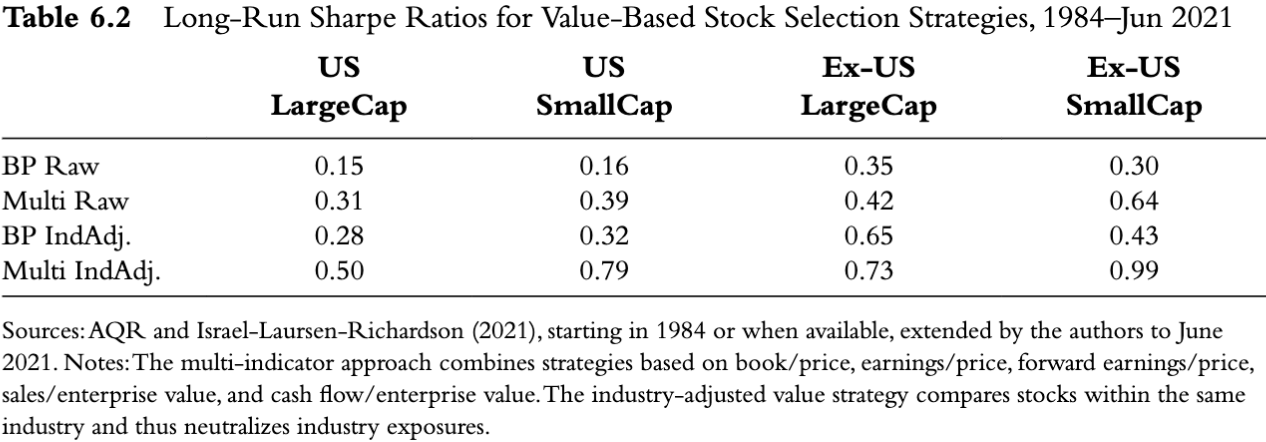 Table 6.2 Long-Run Sharpe Ratios for Value-Based Stock Selection Strategies, 1984–Jun 2021
US US Ex-US Ex-US
LargeCap SmallCap LargeCap SmallCap
BP Raw 0.15 0.16 0.35 0.30
Multi Raw 0.31 0.39 0.42 0.64
BP IndAdj. 0.28 0.32 0.65 0.43
Multi IndAdj. 0.50 0.79 0.73 0.99
Sources: AQR and Israel-Laursen-Richardson (2021), starting in 1984 or when available, extended by the authors to June
2021. Notes: The multi-indicator approach combines strategies based on book/price, earnings/price, forward earnings/price,
sales/enterprise value, and cash flow/enterprise value. The industry-adjusted value strategy compares stocks within the same
industry and thus neutralizes industry exposures.